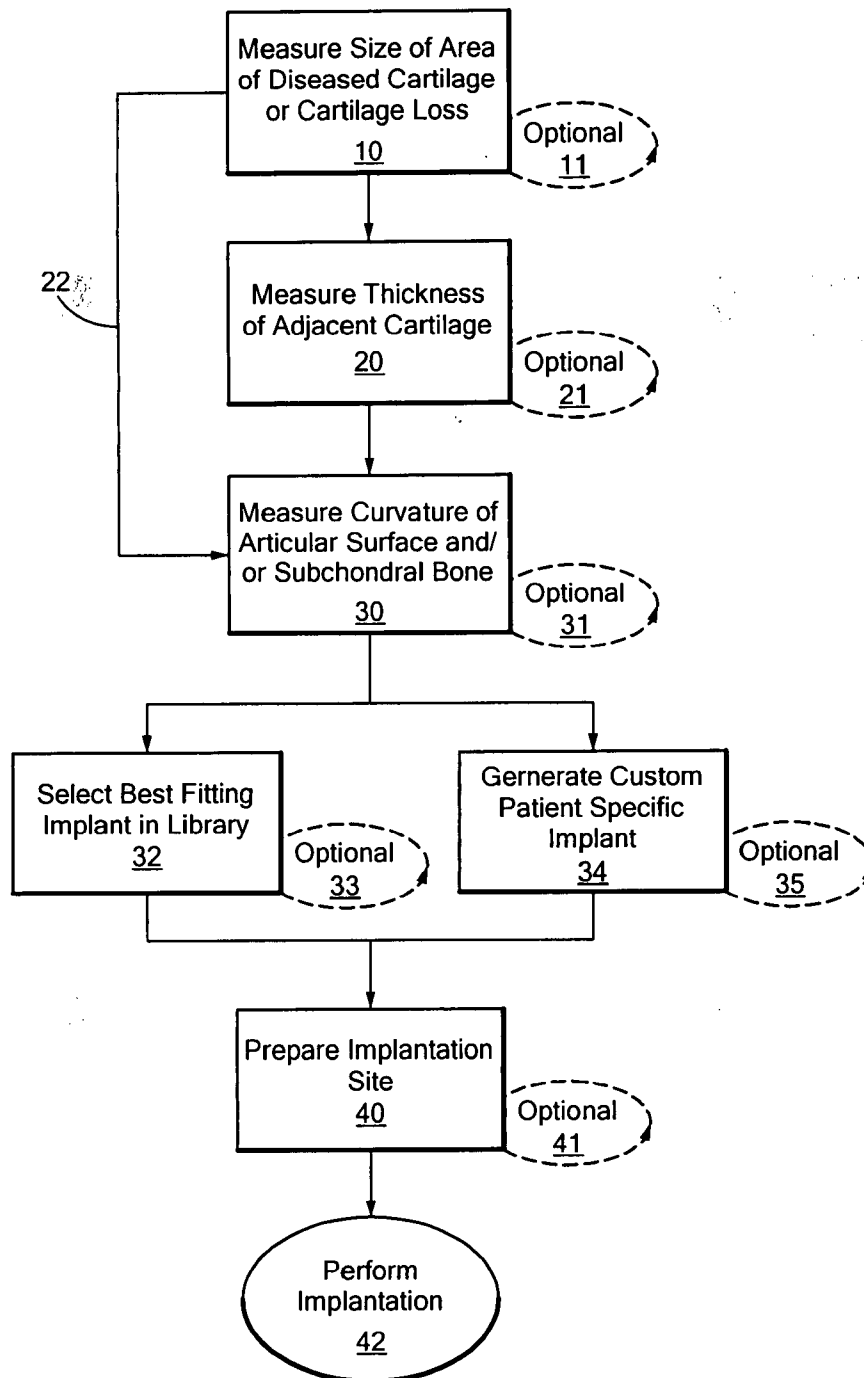 Measure Size of Area
of Diseased Cartilage
or Cartilage Loss
10
Optional
11
22
Measure Thickness
of Adjacent Cartilage
20
Optional
21
Measure Curvature of
Articular Surface and/
or Subchondral Bone
30
Optional
31
Select Best Fitting
Implant in Library
32
Optional
33
Gernerate Custom
Patient Specific
Implant
34
Optional
35
Prepare Implantation
Site
40
Optional
41
Perform
Implantation
42